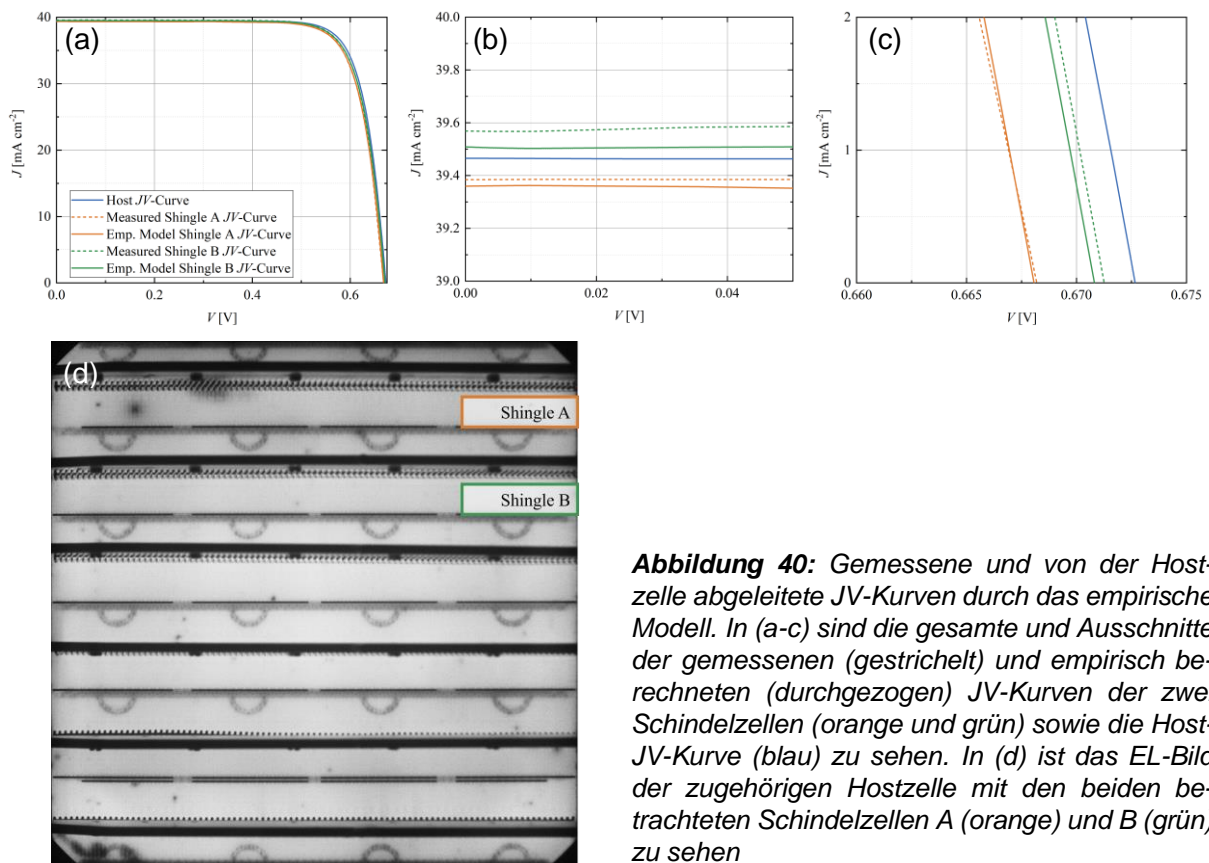 (a)
40
30
20
10
0
J [mA cm-2]
0.0
0.2
0.4
0.6
V [V]
Host JV-Curve
Measured Shingle A JV-Curve
Emp. Model Shingle A JV-Curve
Measured Shingle B JV-Curve
Emp. Model Shingle B JV-Curve
(b)
40.0
39.8
39.6
39.4
39.2
39.0
J [mA cm-2]
0.00
0.02
0.04
V [V]
(c)
2
1
0
J [mA cm-2]
0.660
0.665
0.670
0.675
V [V]
(d)
Shingle A
Shingle B
Abbildung 40: Gemessene und von der Host-
zelle abgeleitete JV-Kurven durch das empirische
Modell. In (a-c) sind die gesamte und Ausschnitte
der gemessenen (gestrichelt) und empirisch be-
rechneten (durchgezogen) JV-Kurven der zwei
Schindelzellen (orange und grün) sowie die Host-
JV-Kurve (blau) zu sehen. In (d) ist das EL-Bild
der zugehörigen Hostzelle mit den beiden be-
trachteten Schindelzellen A (orange) und B (grün)
zu sehen